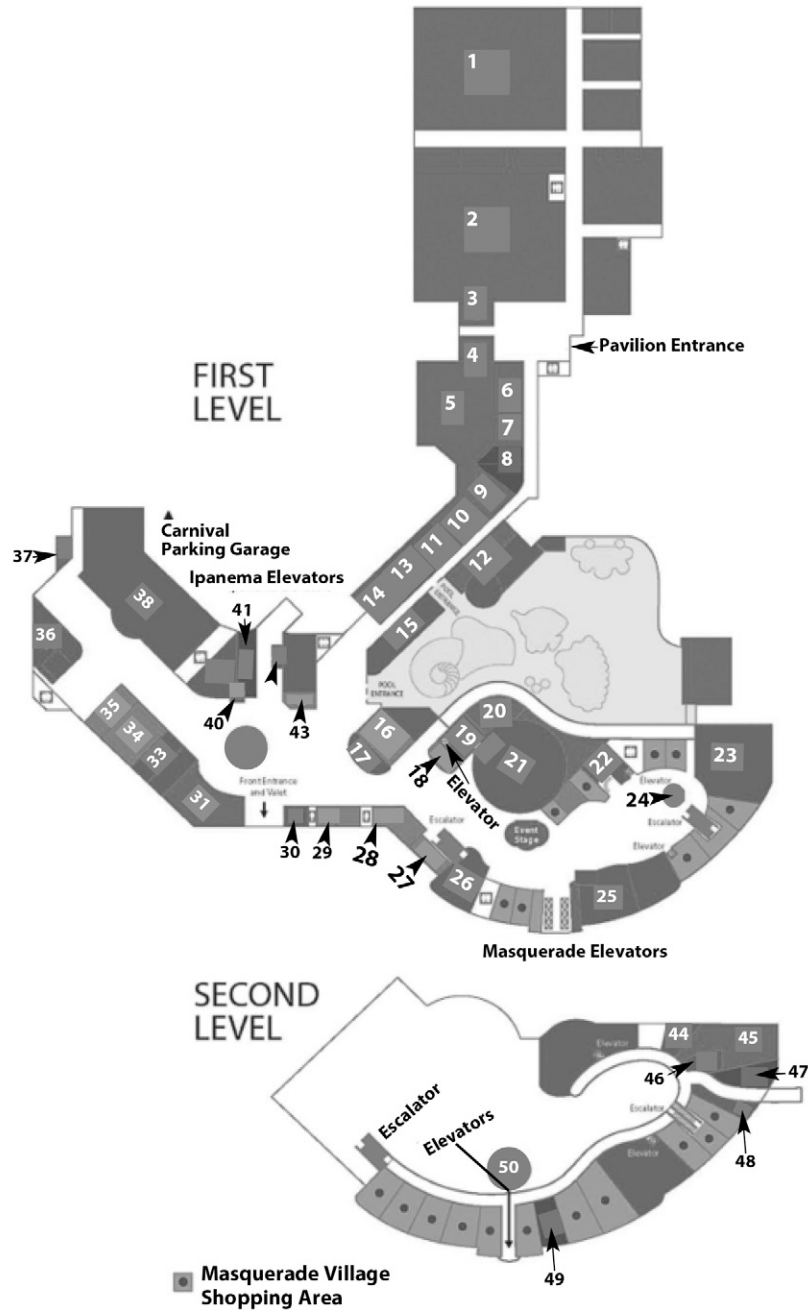 1
2
3
Pavilion Entrance
4
FIRST
LEVEL
6
5
7
8
9
10
Carnival
Parking Garage
11
12
37
Ipanema Elevators
13
38
14
41
15
36
POOL
ENTRANCE
POOL
ENTRANCE
35
40
43
20
34
16
19
33
17
21
23
18
22
Elevator
Front Entrance
and Valet
Elevator
31
24
Escalator
Escalator
Event
Stage
30
29
28
Elevator
27
26
25
Masquerade Elevators
SECOND
LEVEL
44
45
Elevator
46
47
Escalator
Escalator
Elevators
48
50
Elevator
49
Masquerade Village
Shopping Area